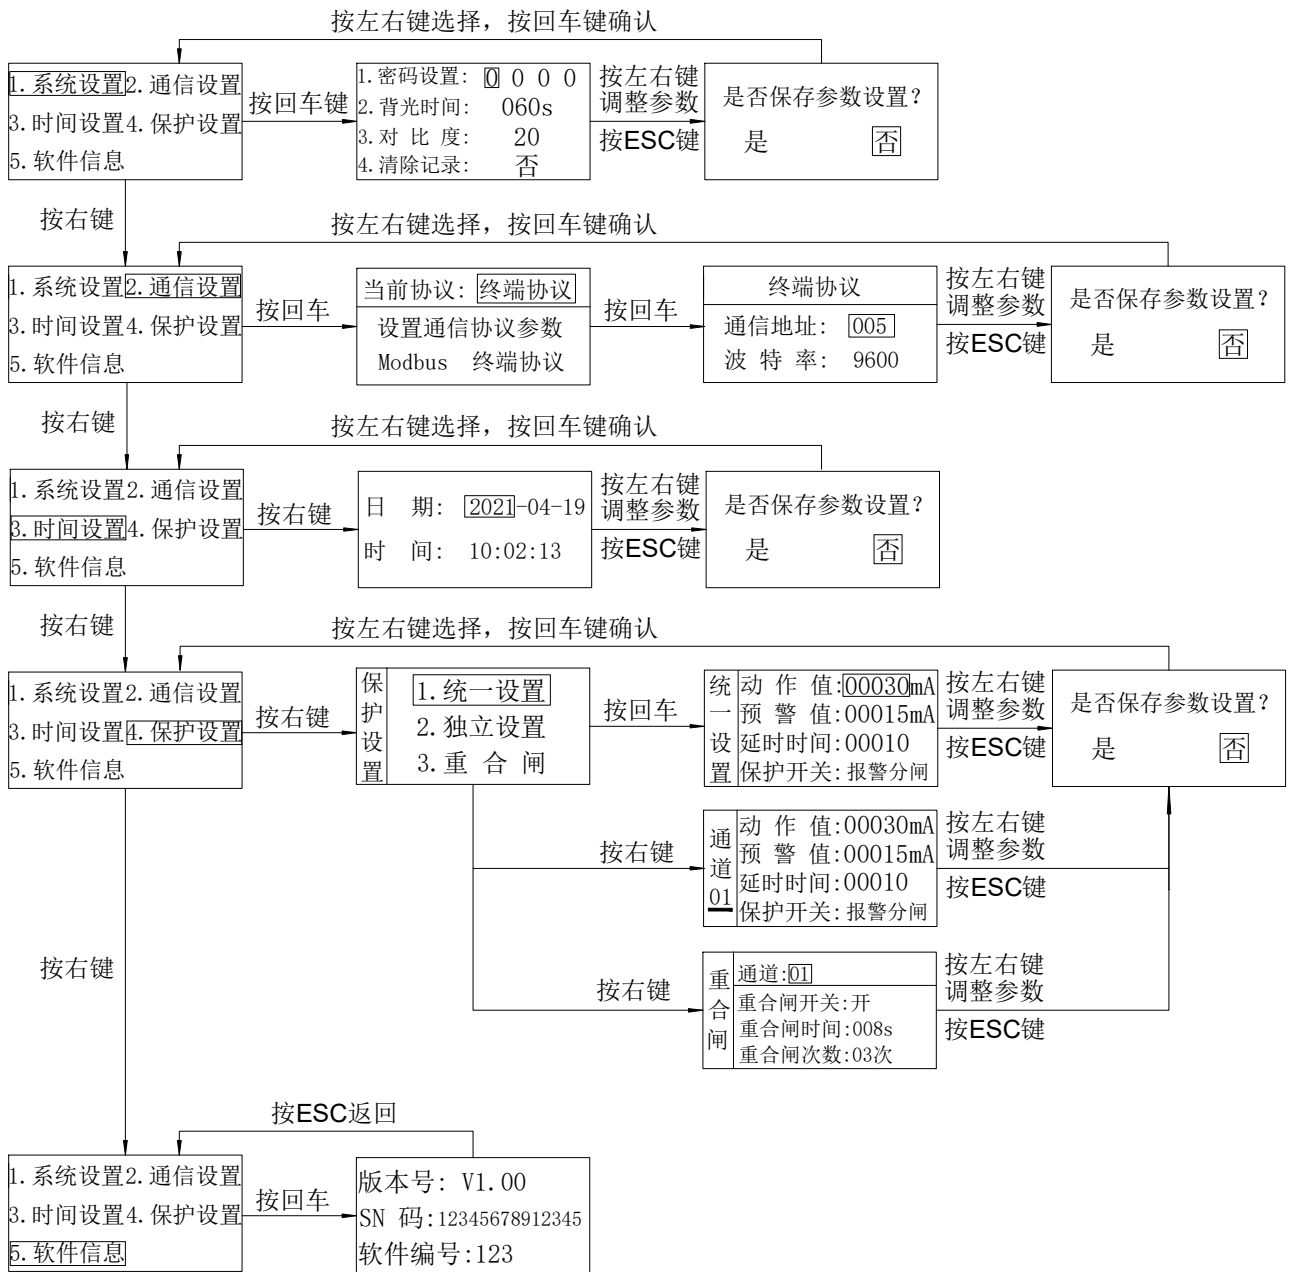 按左右键选择，按回车键确认
1.系统设置2.通信设置
3.时间设置4.保护设置
5.软件信息
按回车键
1.密码设置: 0 0 0 0
2.背光时间: 060s
3.对 比 度: 20
4.清除记录: 否
按左右键
调整参数
按ESC键
是否保存参数设置？
是 否
按右键
按左右键选择，按回车键确认
1.系统设置2.通信设置
3.时间设置4.保护设置
5.软件信息
按回车
当前协议: 终端协议
设置通信协议参数
Modbus 终端协议
按回车
终端协议
通信地址: 005
波 特 率: 9600
按左右键
调整参数
按ESC键
是否保存参数设置？
是 否
按右键
按左右键选择，按回车键确认
1.系统设置2.通信设置
3.时间设置4.保护设置
5.软件信息
按右键
日 期: 2021-04-19
时 间: 10:02:13
按左右键
调整参数
按ESC键
是否保存参数设置？
是 否
按右键
按左右键选择，按回车键确认
1.系统设置2.通信设置
3.时间设置4.保护设置
5.软件信息
按右键
保护设置
1.统一设置
2.独立设置
3.重 合 闸
按回车
统一设置
动 作 值:00030mA
预 警 值:00015mA
延时时间:00010
保护开关:报警分闸
按左右键
调整参数
按ESC键
是否保存参数设置？
是 否
按右键
通道01
动 作 值:00030mA
预 警 值:00015mA
延时时间:00010
保护开关:报警分闸
按左右键
调整参数
按ESC键
按右键
重合闸
通道:01
重合闸开关:开
重合闸时间:008s
重合闸次数:03次
按左右键
调整参数
按ESC键
按右键
按ESC返回
1.系统设置2.通信设置
3.时间设置4.保护设置
5.软件信息
按回车
版本号: V1.00
SN 码:12345678912345
软件编号:123